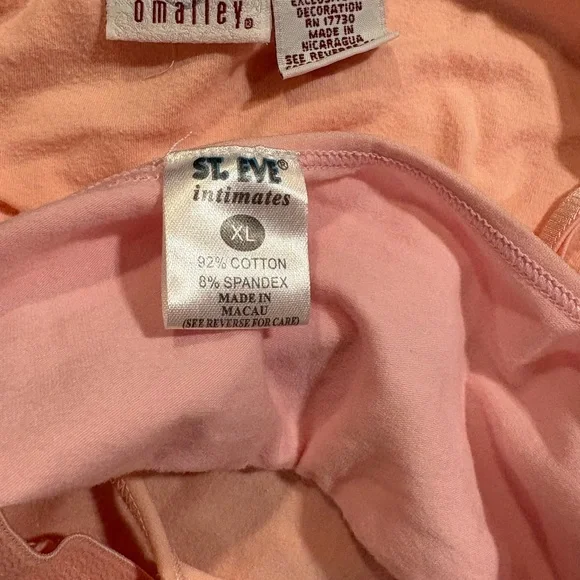 omalley®
DECORATION
RN 17730
MADE IN
NICARAGUA
SEE REVERSE
ST. EVE®
intimates
XL
92% COTTON
8% SPANDEX
MADE IN
MACAU
(SEE REVERSE FOR CARE)